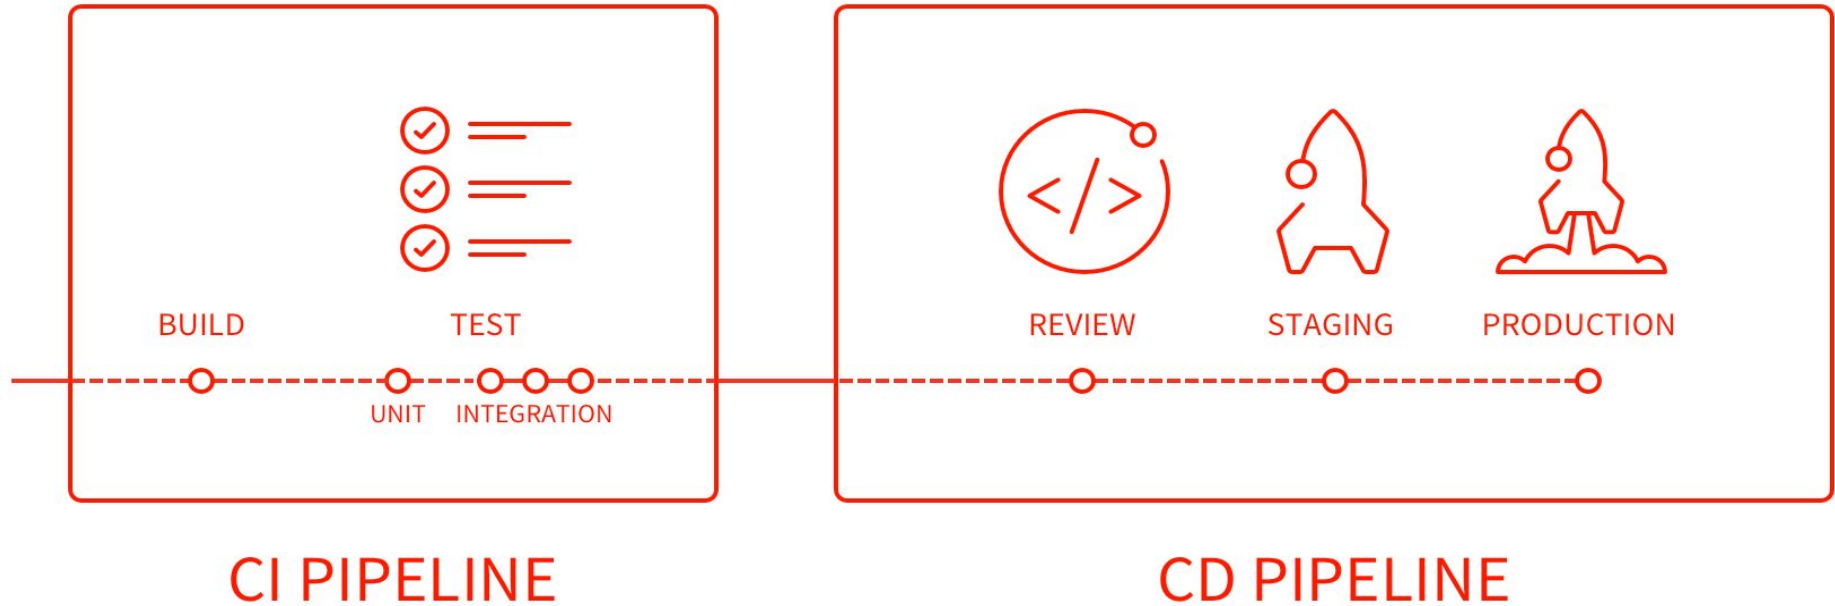 BUILD
TEST
UNIT
INTEGRATION
CI PIPELINE
</>
REVIEW
STAGING
PRODUCTION
CD PIPELINE